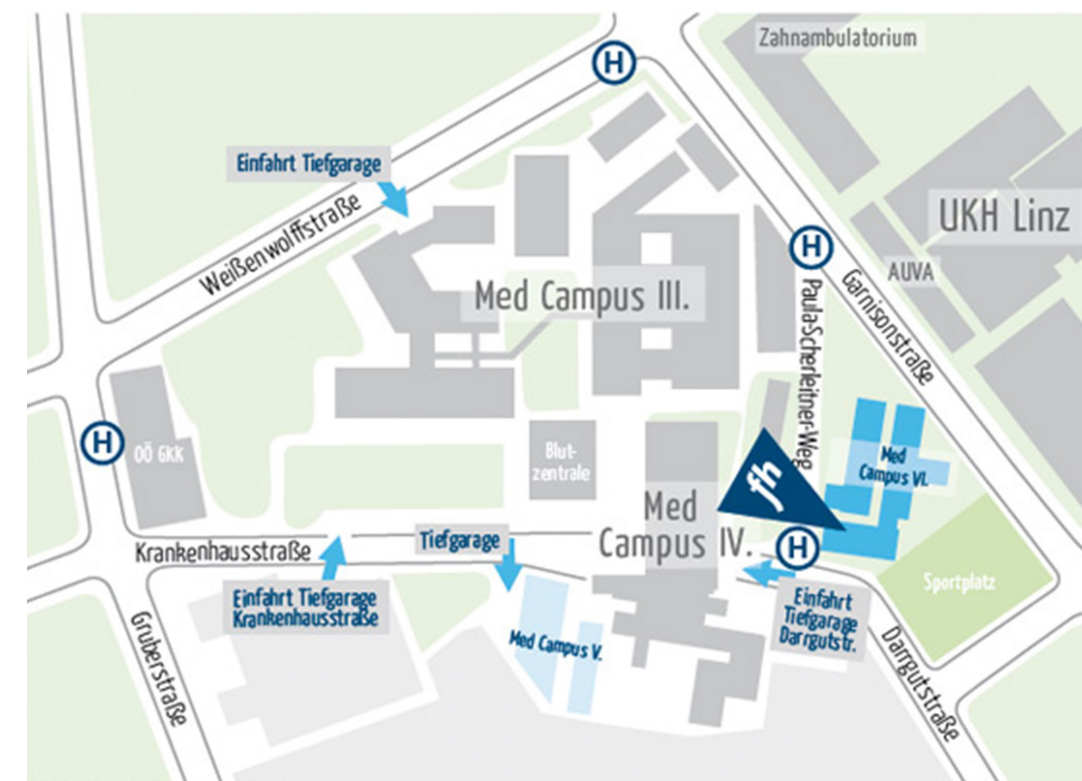 Zahnambulatorium
H
Einfahrt Tiefgarage
Weißenwolffstraße
UKH Linz
H
AUVA
Med Campus III.
Paula-Scherleitner-Weg
Garnisonstraße
H
OÖ GKK
Blut-
zentrale
fh
Med
Campus VI.
Med
Campus IV.
Krankenhausstraße
Tiefgarage
H
Sportplatz
Einfahrt Tiefgarage
Krankenhausstraße
Einfahrt
Tiefgarage
Darrgutstr.
Gruberstraße
Med Campus V.
Darrgutstraße